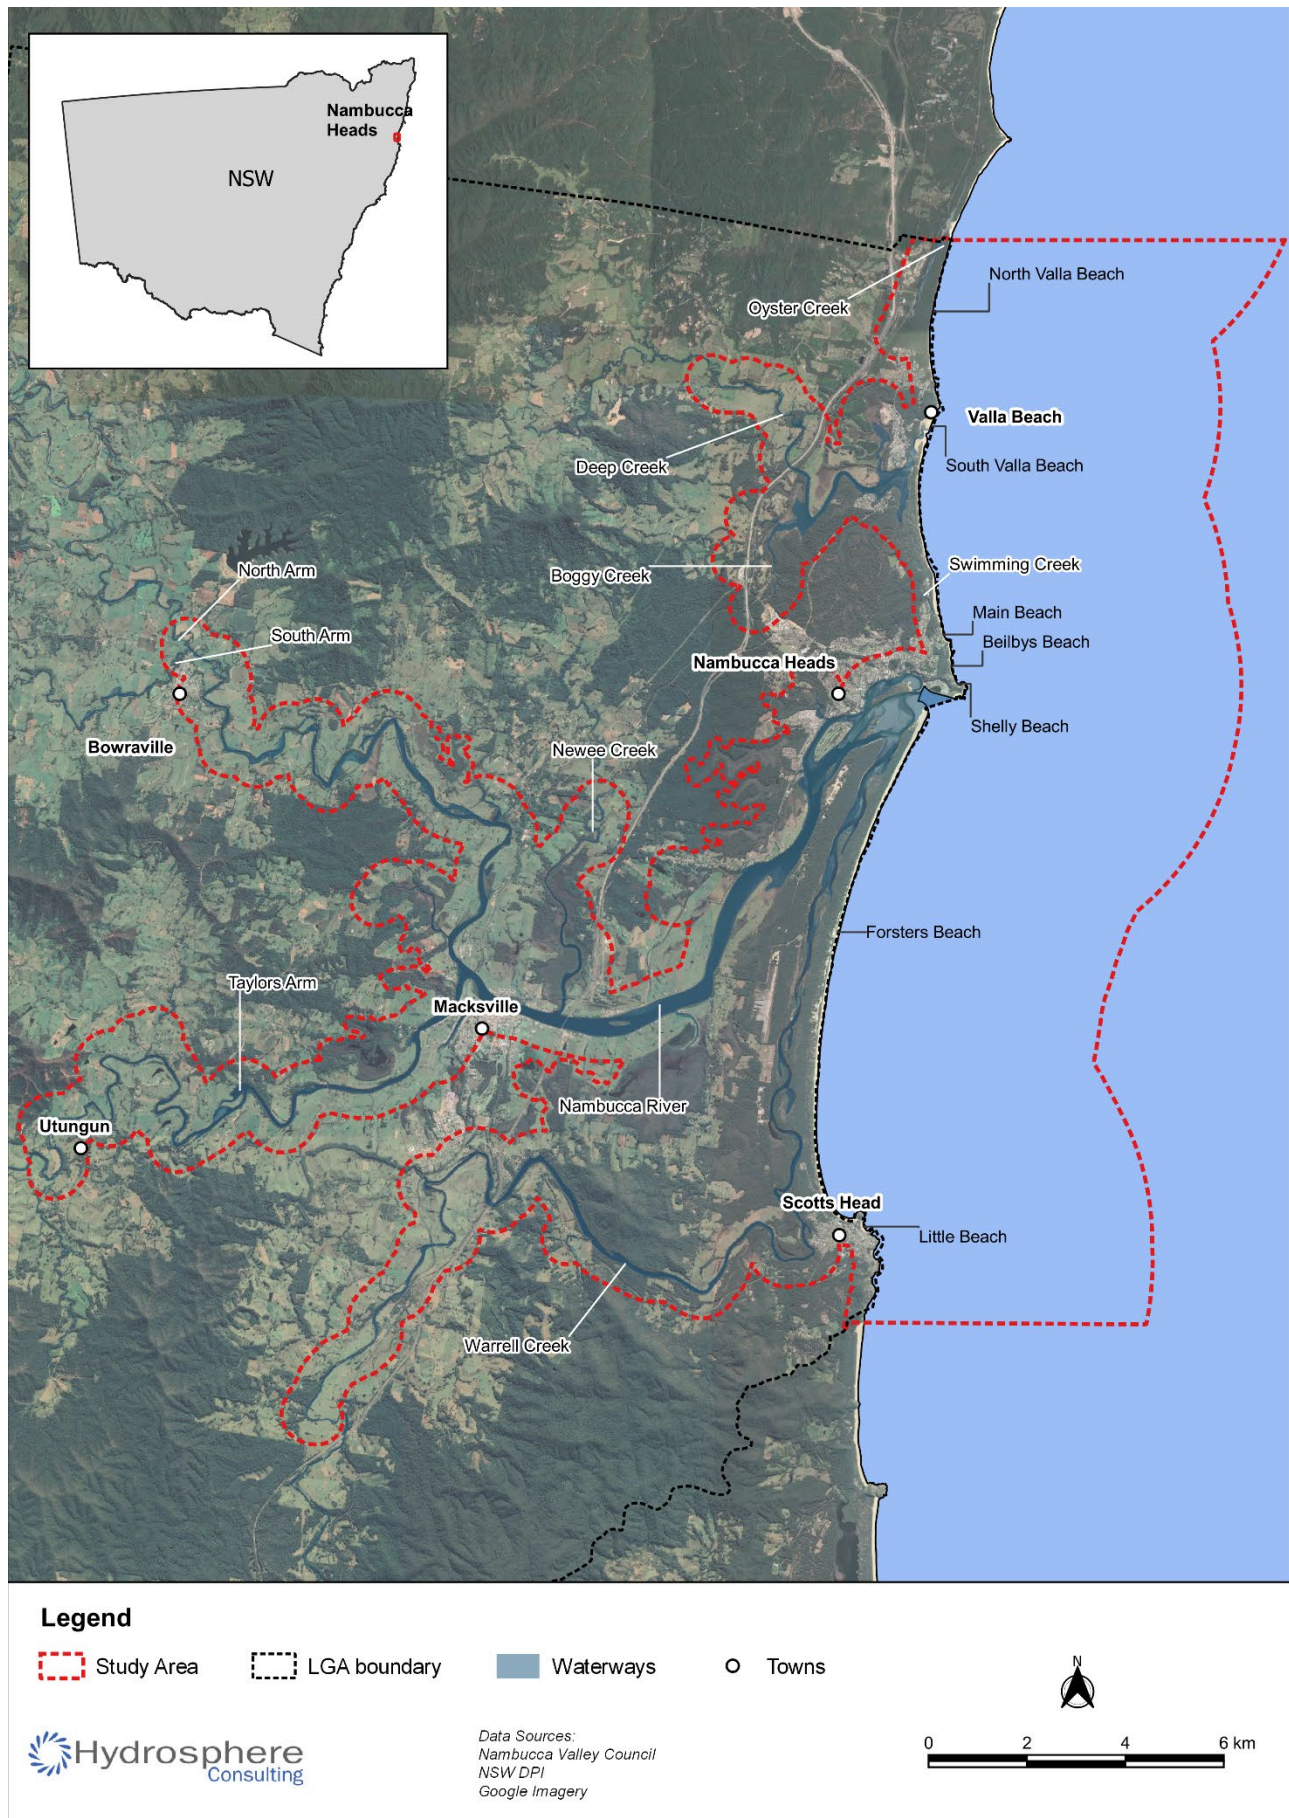 Nambucca
Heads
NSW
North Valla Beach
Oyster Creek
Valla Beach
South Valla Beach
Deep Creek
Swimming Creek
North Arm
Boggy Creek
Main Beach
South Arm
Beilbys Beach
Nambucca Heads
Shelly Beach
Bowraville
Newee Creek
Forsters Beach
Taylors Arm
Macksville
Nambucca River
Utungun
Scotts Head
Little Beach
Warrell Creek
Legend
Study Area
LGA boundary
Waterways
Towns
N
Hydrosphere
Consulting
Data Sources:
Nambucca Valley Council
NSW DPI
Google Imagery
0 2 4 6 km